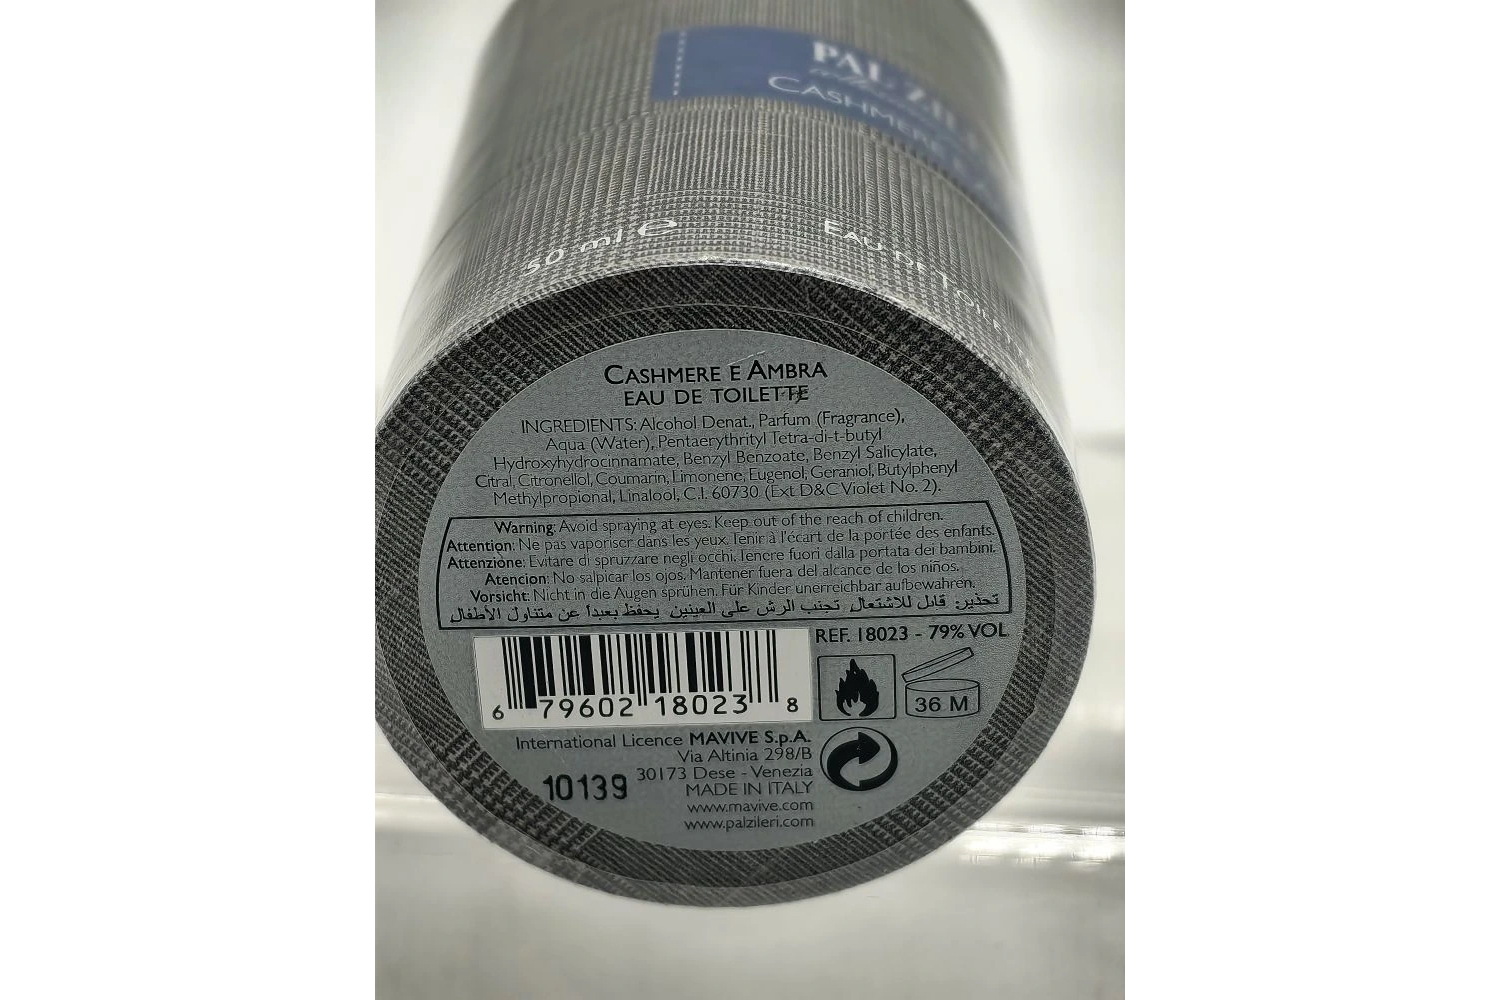 PAL ZILERI
CASHMERE E A
50 ml e
EAU DE TOILETTE
CASHMERE E AMBRA
EAU DE TOILETTE
INGREDIENTS: Alcohol Denat., Parfum (Fragrance),
Aqua (Water), Pentaerythrityl Tetra-di-t-butyl
Hydroxyhydrocinnamate, Benzyl Benzoate, Benzyl Salicylate,
Citral, Citronellol, Coumarin, Limonene, Eugenol, Geraniol, Butylphenyl
Methylpropional, Linalool, C.I. 60730 (Ext. D&C Violet No. 2).
Warning: Avoid spraying at eyes. Keep out of the reach of children.
Attention: Ne pas vaporiser dans les yeux. Tenir à l'écart de la portée des enfants.
Attenzione: Evitare di spruzzare negli occhi. Tenere fuori dalla portata dei bambini.
Atencion: No salpicar los ojos. Mantener fuera del alcance de los niños.
Vorsicht: Nicht in die Augen sprühen. Für Kinder unerreichbar aufbewahren.
تحذير: قابل للاشتعال, تجنب الرش على العينين, يحفظ بعيداً عن متناول الأطفال
REF. 18023 - 79% VOL.
6 79602 18023 8
36 M
International Licence MAVIVE S.p.A.
Via Altinia 298/B
30173 Dese - Venezia
10139
MADE IN ITALY
www.mavive.com
www.palzileri.com